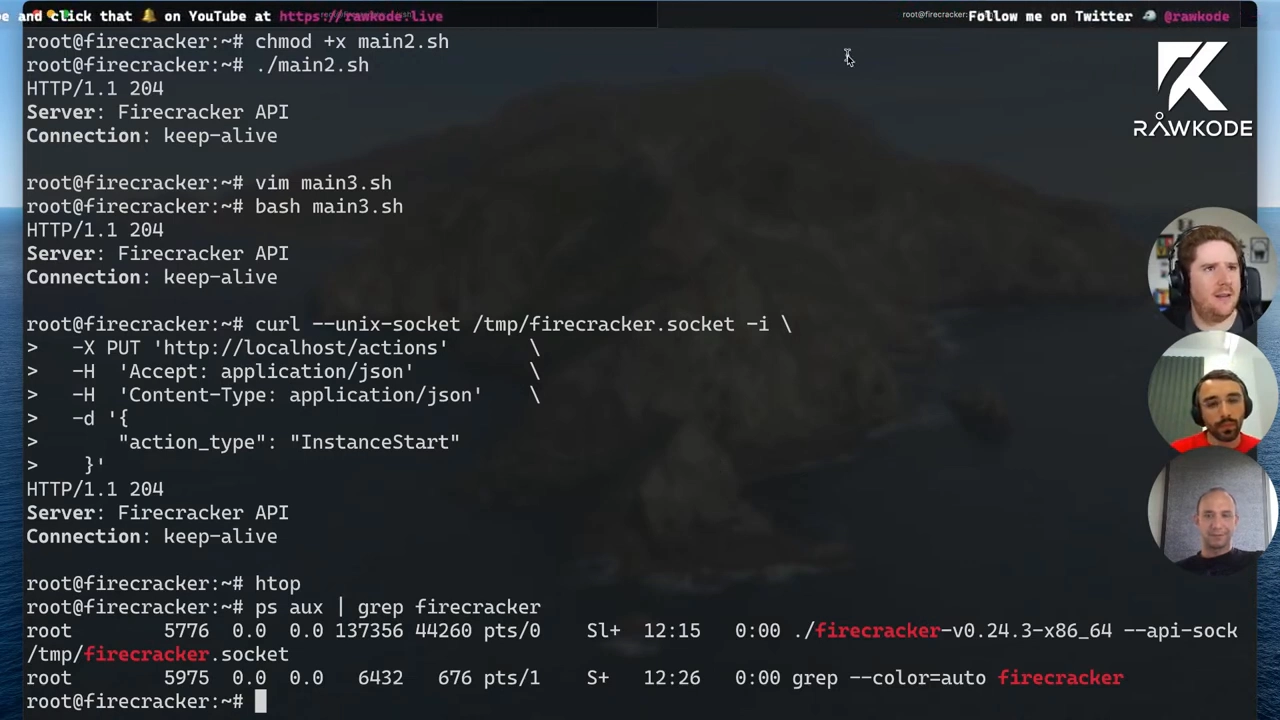 e and click that 🔔 on YouTube at https://rawkode.live
Follow me on Twitter @rawkode
root@firecracker:
root@firecracker:~# chmod +x main2.sh
root@firecracker:~# ./main2.sh
HTTP/1.1 204
Server: Firecracker API
Connection: keep-alive
RAWKODE
root@firecracker:~# vim main3.sh
root@firecracker:~# bash main3.sh
HTTP/1.1 204
Server: Firecracker API
Connection: keep-alive
root@firecracker:~# curl --unix-socket /tmp/firecracker.socket -i \
>   -X PUT 'http://localhost/actions'       \
>   -H  'Accept: application/json'          \
>   -H  'Content-Type: application/json'    \
>   -d '{
>       "action_type": "InstanceStart"
>    }'
HTTP/1.1 204
Server: Firecracker API
Connection: keep-alive
root@firecracker:~# htop
root@firecracker:~# ps aux | grep firecracker
root        5776  0.0  0.0 137356 44260 pts/0    Sl+  12:15   0:00 ./firecracker-v0.24.3-x86_64 --api-sock
/tmp/firecracker.socket
root        5975  0.0  0.0   6432   676 pts/1    S+   12:26   0:00 grep --color=auto firecracker
root@firecracker:~#